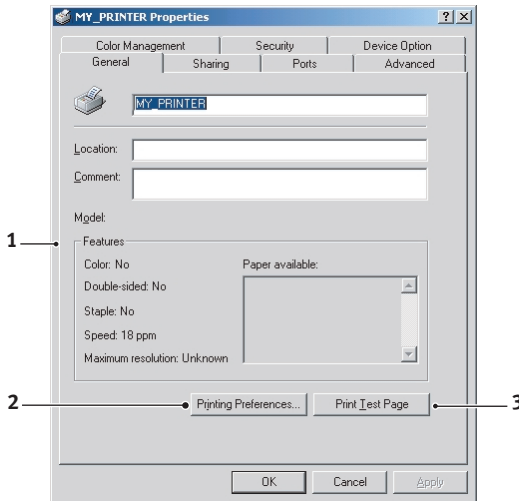 MY_PRINTER Properties
Color Management Security Device Option
General Sharing Ports Advanced
MY_PRINTER
Location:
Comment:
Model:
1
Features
Color: No Paper available:
Double-sided: No
Staple: No
Speed: 18 ppm
Maximum resolution: Unknown
2 Printing Preferences... Print Test Page 3
OK Cancel Apply